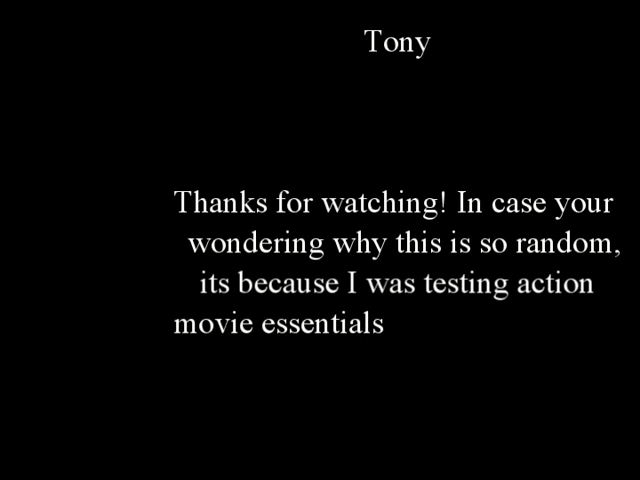 Tony
Thanks for watching! In case your
wondering why this is so random,
its because I was testing action
movie essentials